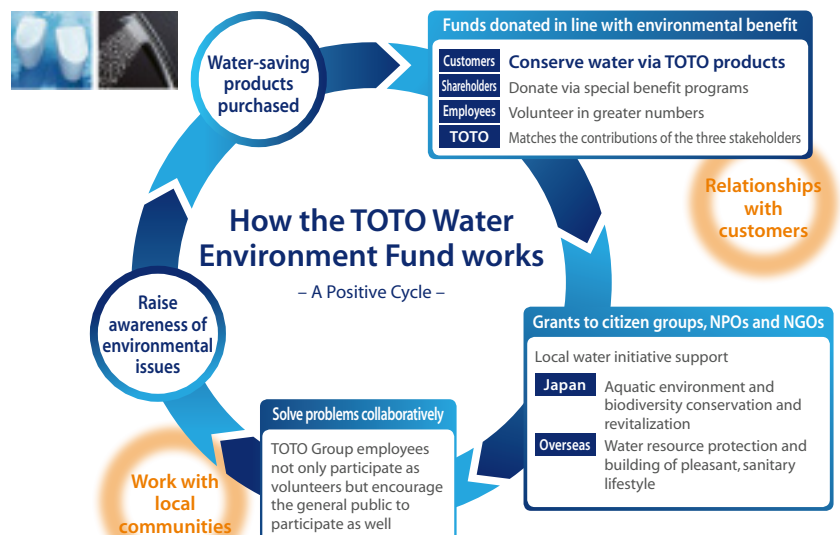 Water-saving
products
purchased
Funds donated in line with environmental benefit
Customers Conserve water via TOTO products
Shareholders Donate via special benefit programs
Employees Volunteer in greater numbers
TOTO Matches the contributions of the three stakeholders
Relationships
with
customers
How the TOTO Water
Environment Fund works
– A Positive Cycle –
Raise
awareness of
environmental
issues
Grants to citizen groups, NPOs and NGOs
Local water initiative support
Japan Aquatic environment and
biodiversity conservation and
revitalization
Overseas Water resource protection and
building of pleasant, sanitary
lifestyle
Solve problems collaboratively
TOTO Group employees
not only participate as
volunteers but encourage
the general public to
participate as well
Work with
local
communities